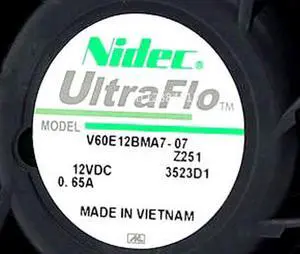 Nidec®
UltraFlo™
MODEL V60E12BMA7-07
Z251
12VDC 3523D1
0.65A
MADE IN VIETNAM